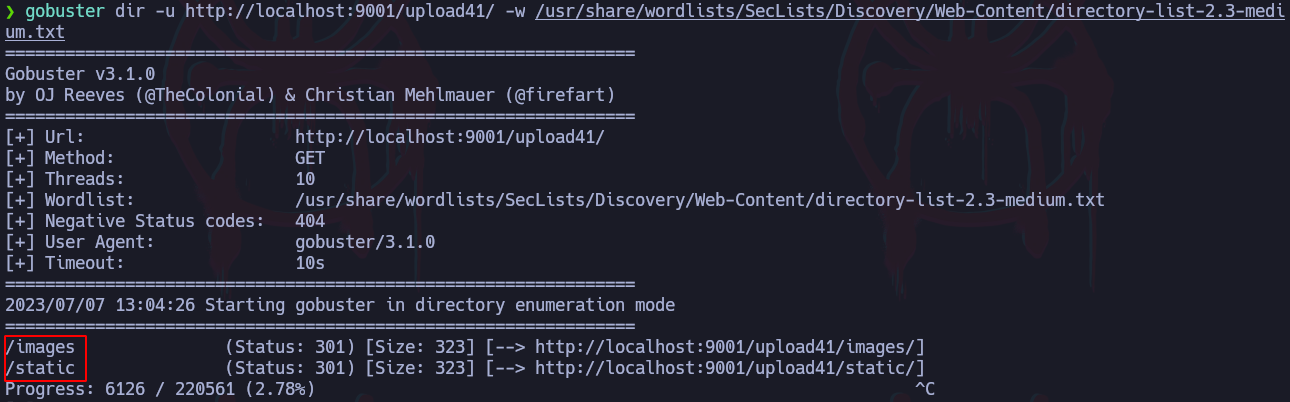 ❯ gobuster dir -u http://localhost:9001/upload41/ -w /usr/share/wordlists/SecLists/Discovery/Web-Content/directory-list-2.3-medi
um.txt
===============================================================
Gobuster v3.1.0
by OJ Reeves (@TheColonial) & Christian Mehlmauer (@firefart)
===============================================================
[+] Url:                     http://localhost:9001/upload41/
[+] Method:                  GET
[+] Threads:                 10
[+] Wordlist:                /usr/share/wordlists/SecLists/Discovery/Web-Content/directory-list-2.3-medium.txt
[+] Negative Status codes:   404
[+] User Agent:              gobuster/3.1.0
[+] Timeout:                 10s
===============================================================
2023/07/07 13:04:26 Starting gobuster in directory enumeration mode
===============================================================
/images               (Status: 301) [Size: 323] [--> http://localhost:9001/upload41/images/]
/static               (Status: 301) [Size: 323] [--> http://localhost:9001/upload41/static/]
Progress: 6126 / 220561 (2.78%)                                                            ^C